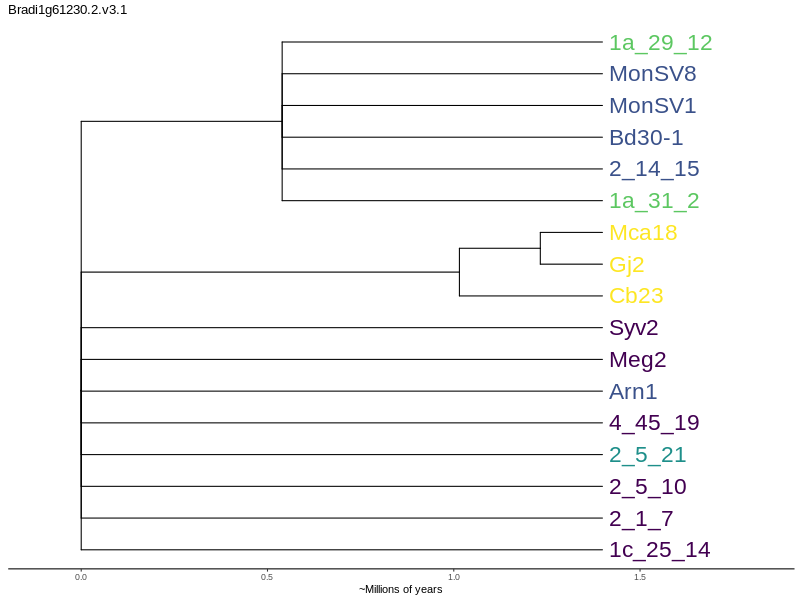 Bradi1g61230.2.v3.1
1a_29_12
MonSV8
MonSV1
Bd30-1
2_14_15
1a_31_2
Mca18
Gj2
Cb23
Syv2
Meg2
Arn1
4_45_19
2_5_21
2_5_10
2_1_7
1c_25_14
0.0 0.5 1.0 1.5
~Millions of years